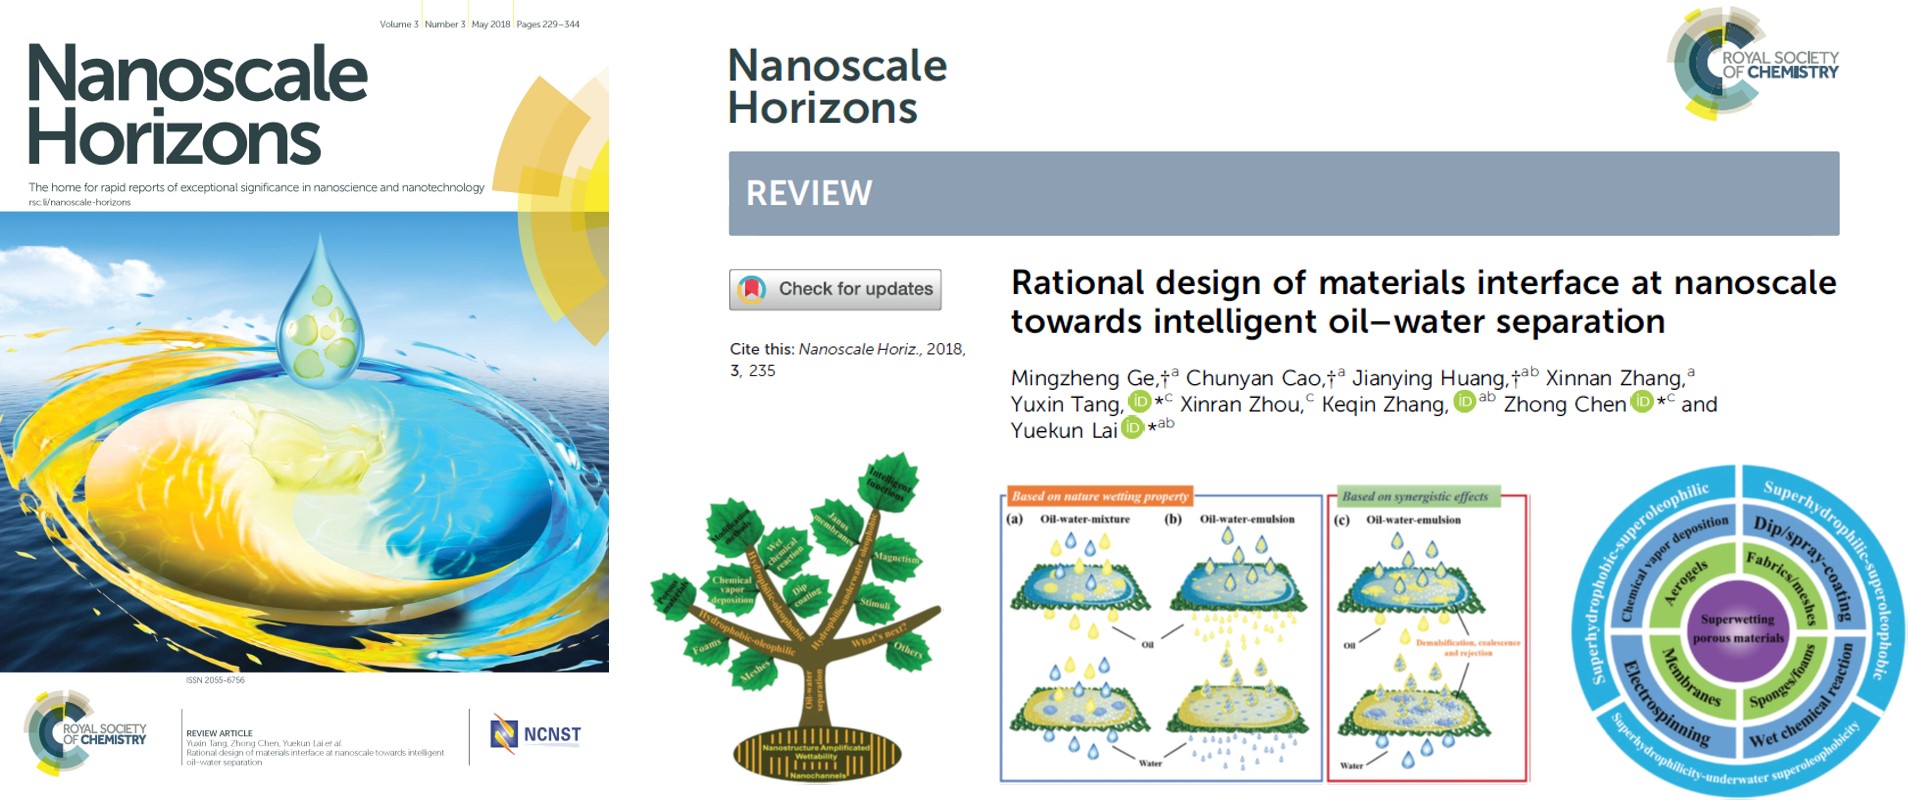 Volume 3 Number 3 May 2018 Pages 229–344
Nanoscale
Horizons
The home for rapid reports of exceptional significance in nanoscience and nanotechnology
rsc.li/nanoscale-horizons
ISSN 2055-6756
ROYAL SOCIETY
OF CHEMISTRY
REVIEW ARTICLE
Yuxin Tang, Zhong Chen, Yuekun Lai et al.
Rational design of materials interface at nanoscale towards intelligent
oil–water separation
NCNST
Nanoscale
Horizons
ROYAL SOCIETY
OF CHEMISTRY
REVIEW
Check for updates
Cite this: Nanoscale Horiz., 2018,
3, 235
Rational design of materials interface at nanoscale
towards intelligent oil–water separation
Mingzheng Ge,†a Chunyan Cao,†a Jianying Huang,†ab Xinnan Zhang,a
Yuxin Tang, iD *c Xinran Zhou,c Keqin Zhang, iD ab Zhong Chen iD *c and
Yuekun Lai iD *ab
Intelligent
functions
Modification
methods
Janus
membranes
Wet
chemical
reaction
Magnetism
Chemical
vapor
deposition
Dip
coating
Stimuli
Porous
materials
Foams
Meshes
Others
Hydrophobic-oleophilic
Hydrophilic-oleophobic
Hydrophilic-underwater oleophobic
What's next?
Oil-water
separation
Nanostructure Amplificated
Wettability
Nanochannels
Based on nature wetting property
(a) Oil-water-mixture (b) Oil-water-emulsion
Oil
Water
Based on synergistic effects
(c) Oil-water-emulsion
Oil
Demulsification, coalescence
and rejection
Water
Superhydrophobic-superoleophilic
Superhydrophilic-superoleophobic
Superhydrophilicity-underwater superoleophobicity
Chemical vapor deposition
Dip/spray-coating
Electrospinning
Wet chemical reaction
Aerogels
Fabrics/meshes
Membranes
Sponges/foams
Superwetting
porous materials